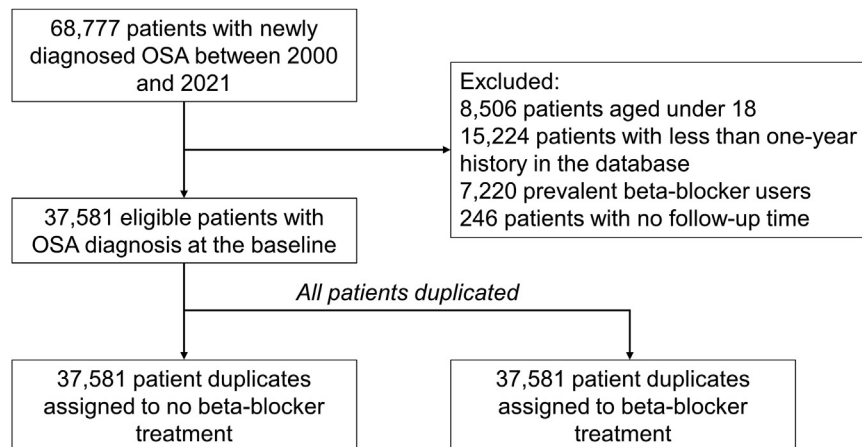 68,777 patients with newly
diagnosed OSA between 2000
and 2021
Excluded:
8,506 patients aged under 18
15,224 patients with less than one-year
history in the database
7,220 prevalent beta-blocker users
246 patients with no follow-up time
37,581 eligible patients with
OSA diagnosis at the baseline
All patients duplicated
37,581 patient duplicates
assigned to no beta-blocker
treatment
37,581 patient duplicates
assigned to beta-blocker
treatment